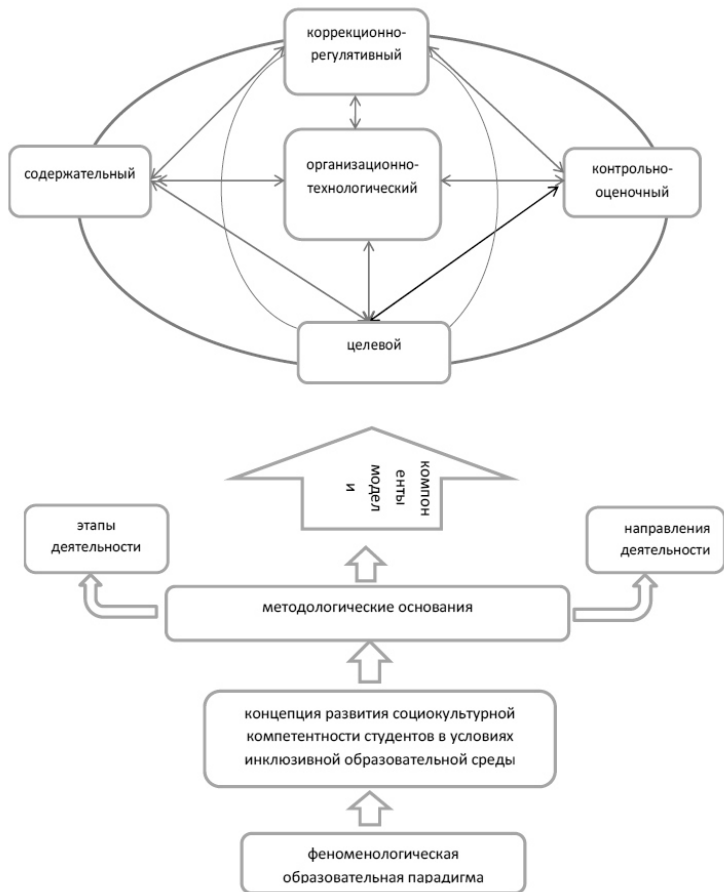 коррекционно-
регулятивный
содержательный
организационно-
технологический
контрольно-
оценочный
целевой
компон
енты
модел
и
этапы
деятельности
направления
деятельности
методологические основания
концепция развития социокультурной
компетентности студентов в условиях
инклюзивной образовательной среды
феноменологическая
образовательная парадигма